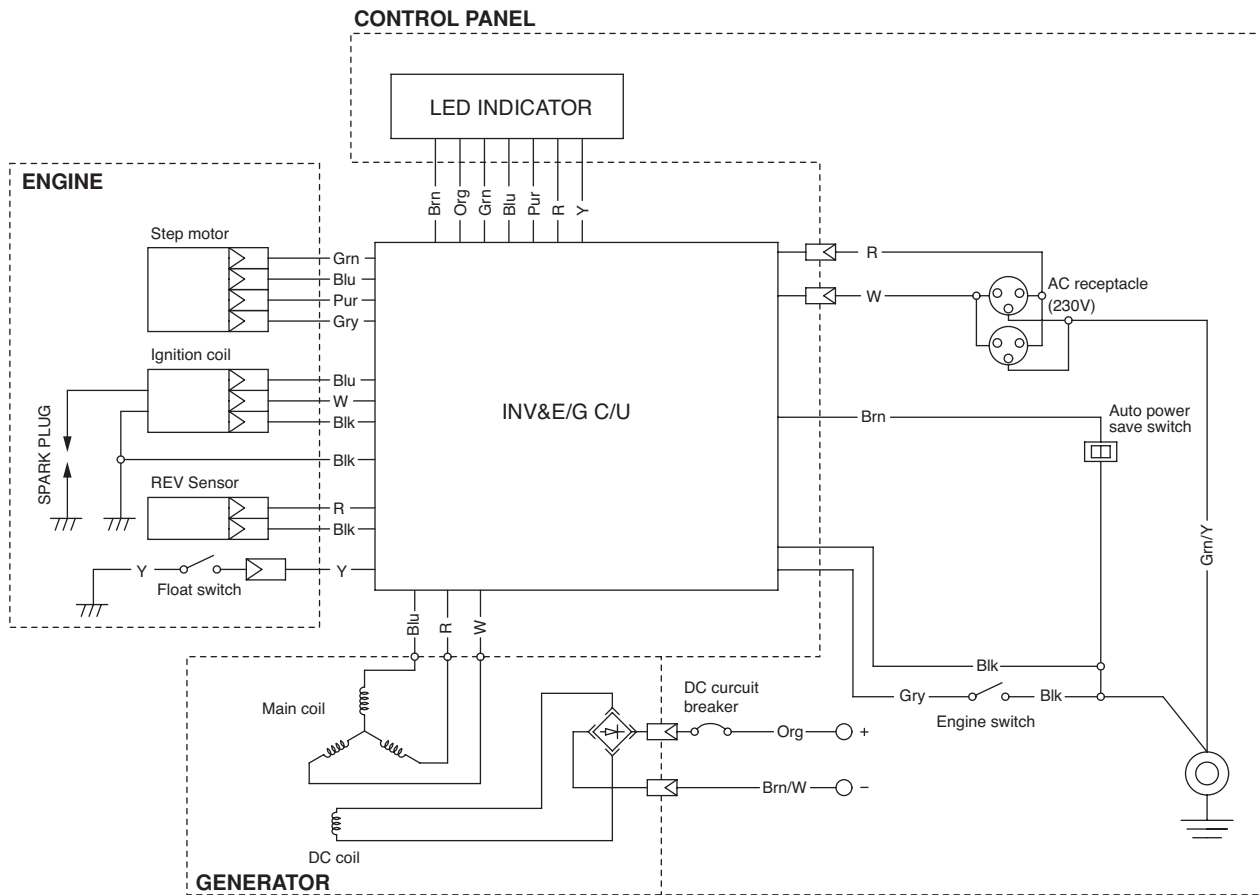 CONTROL PANEL
LED INDICATOR
Brn
Org
Grn
Blu
Pur
R
Y
ENGINE
Step motor
Grn
Blu
Pur
Gry
Ignition coil
Blu
W
Blk
SPARK PLUG
Blk
REV Sensor
R
Blk
Y
Float switch
Y
INV&E/G C/U
R
W
AC receptacle
(230V)
Brn
Auto power
save switch
Grn/Y
Blk
Gry
Blk
Engine switch
Blu
R
W
Main coil
DC coil
GENERATOR
DC curcuit
breaker
Org
+
Brn/W
−